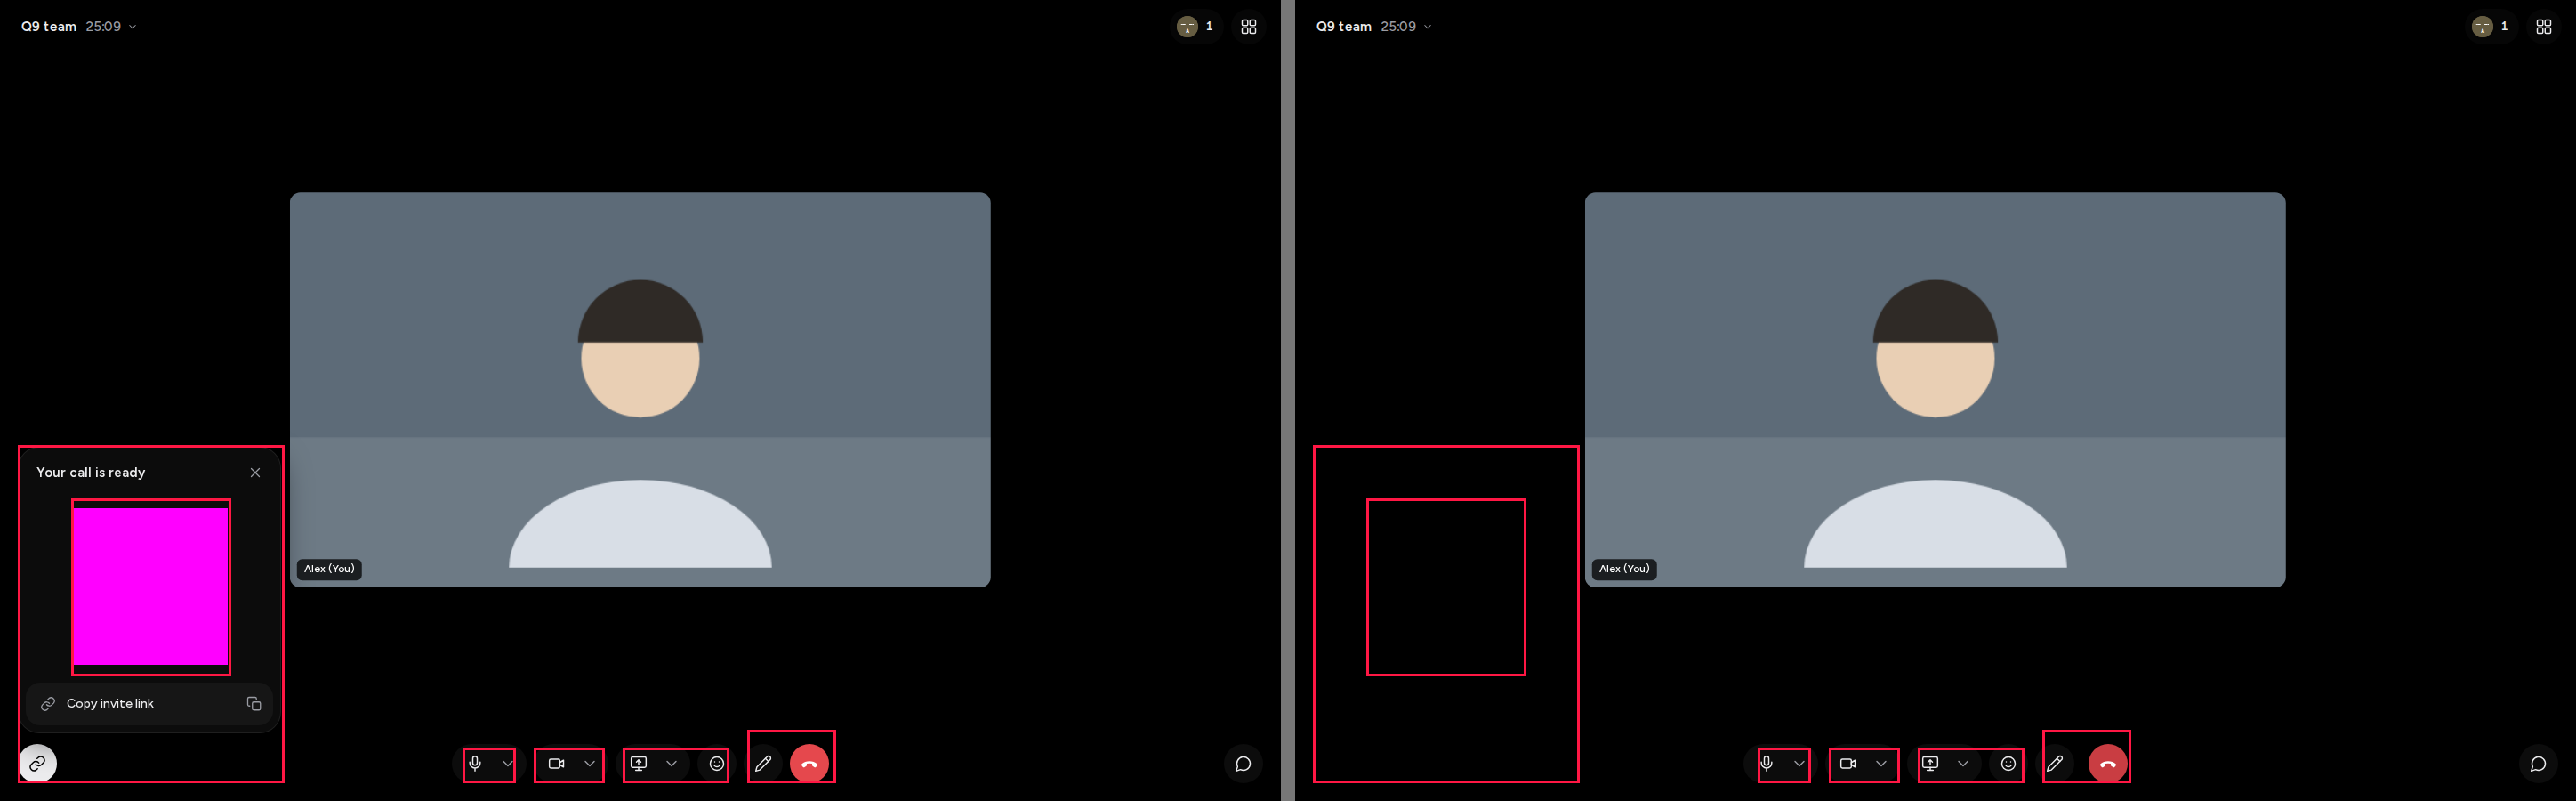 Q9 team 25:09
1
Your call is ready
Alex (You)
Copy invite link
Q9 team 25:09
1
Alex (You)